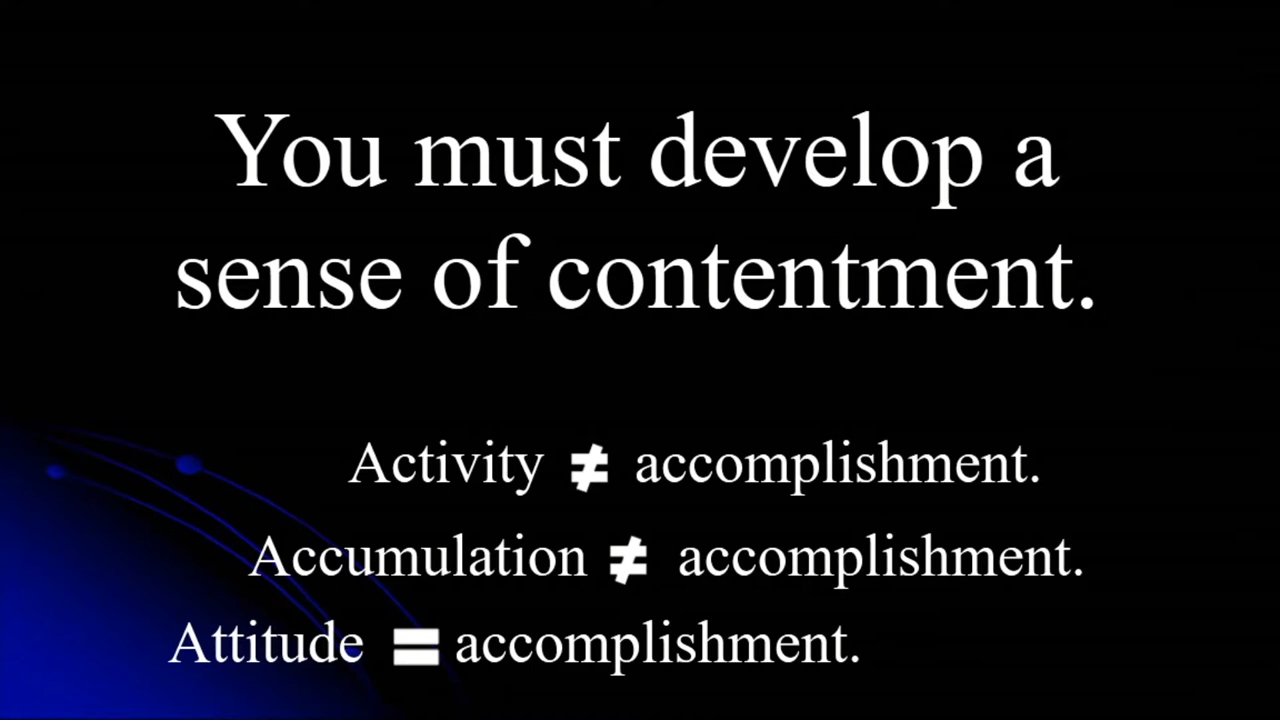 You must develop a
sense of contentment.
Activity ≠ accomplishment.
Accumulation ≠ accomplishment.
Attitude = accomplishment.